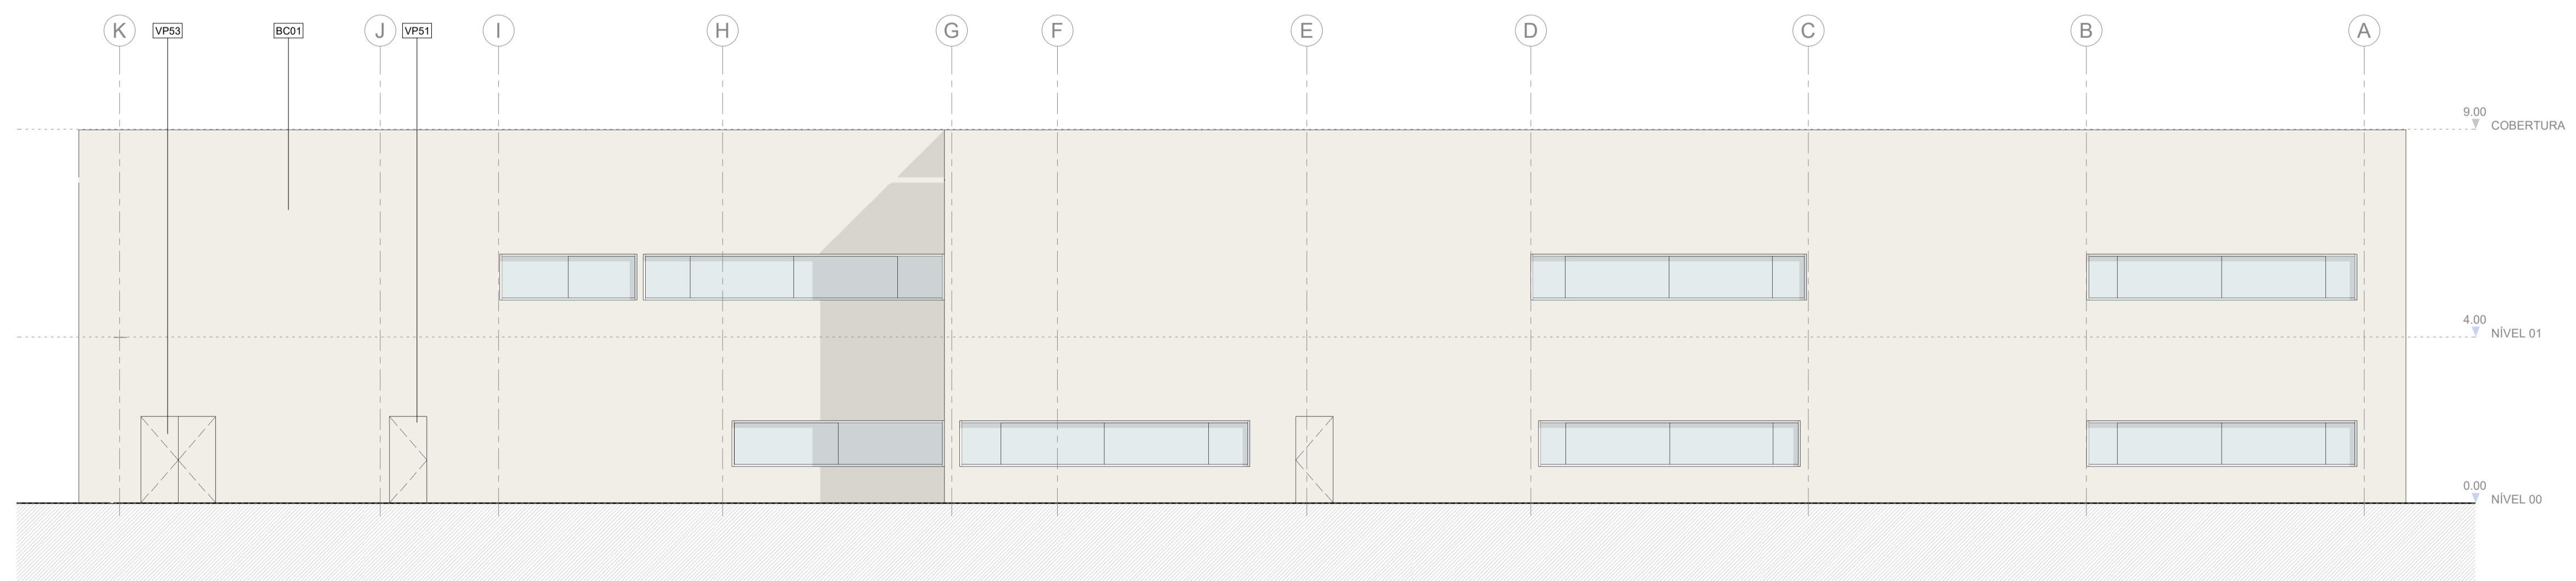 K
VP53
BC01
J
VP51
I
H
G
F
E
D
C
B
A
9.00
COBERTURA
4.00
NÍVEL 01
0.00
NÍVEL 00